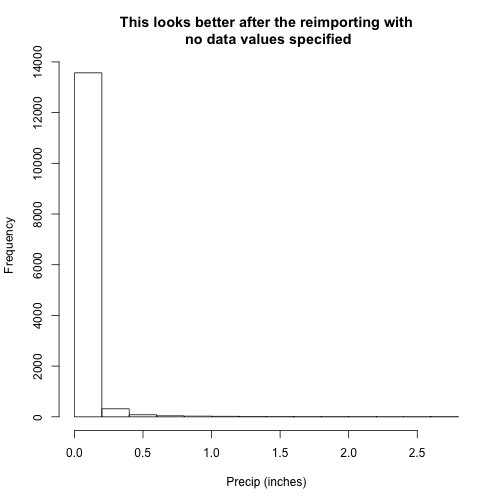 This looks better after the reimporting with
no data values specified
14000
12000
10000
8000
6000
4000
2000
0
Frequency
0.0 0.5 1.0 1.5 2.0 2.5
Precip (inches)